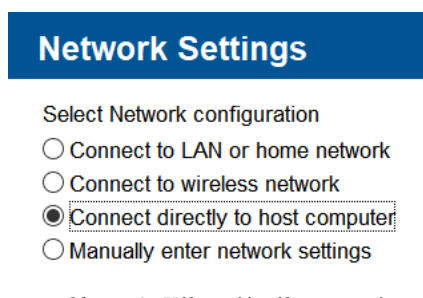 Network Settings
Select Network configuration
Connect to LAN or home network
Connect to wireless network
Connect directly to host computer
Manually enter network settings